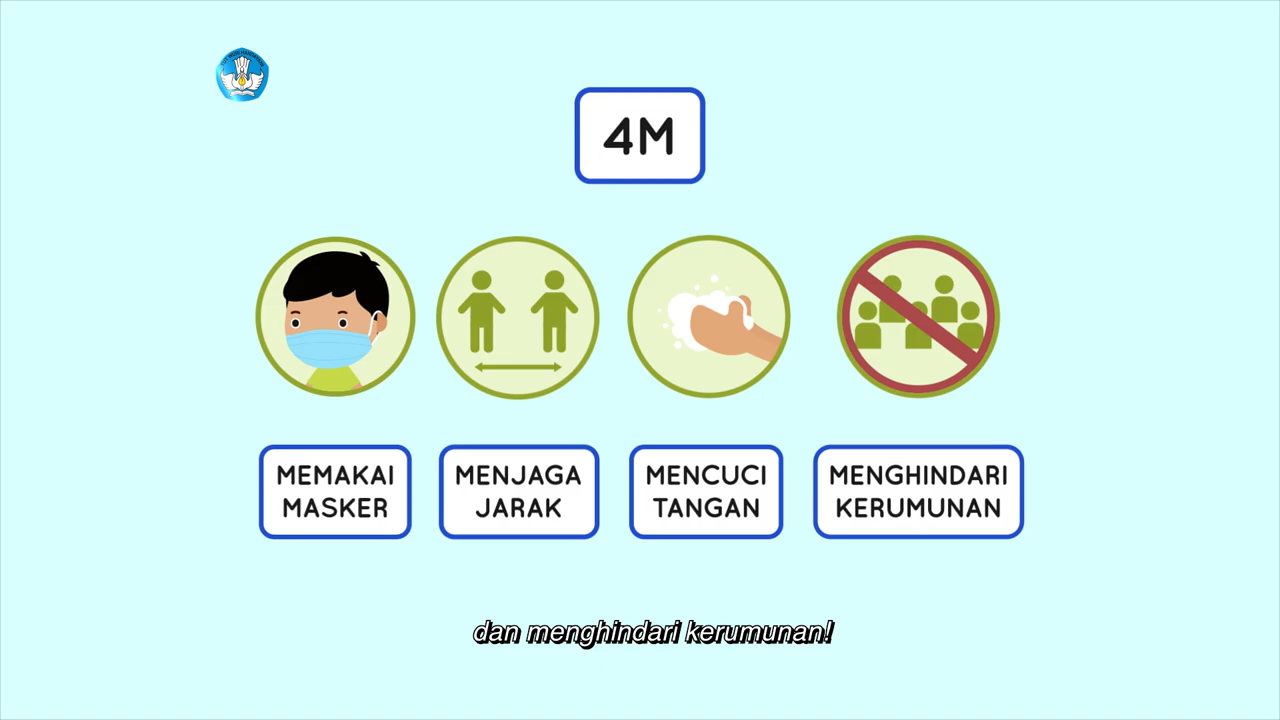 4M
MEMAKAI
MASKER
MENJAGA
JARAK
MENCUCI
TANGAN
MENGHINDARI
KERUMUNAN
dan menghindari kerumunan!